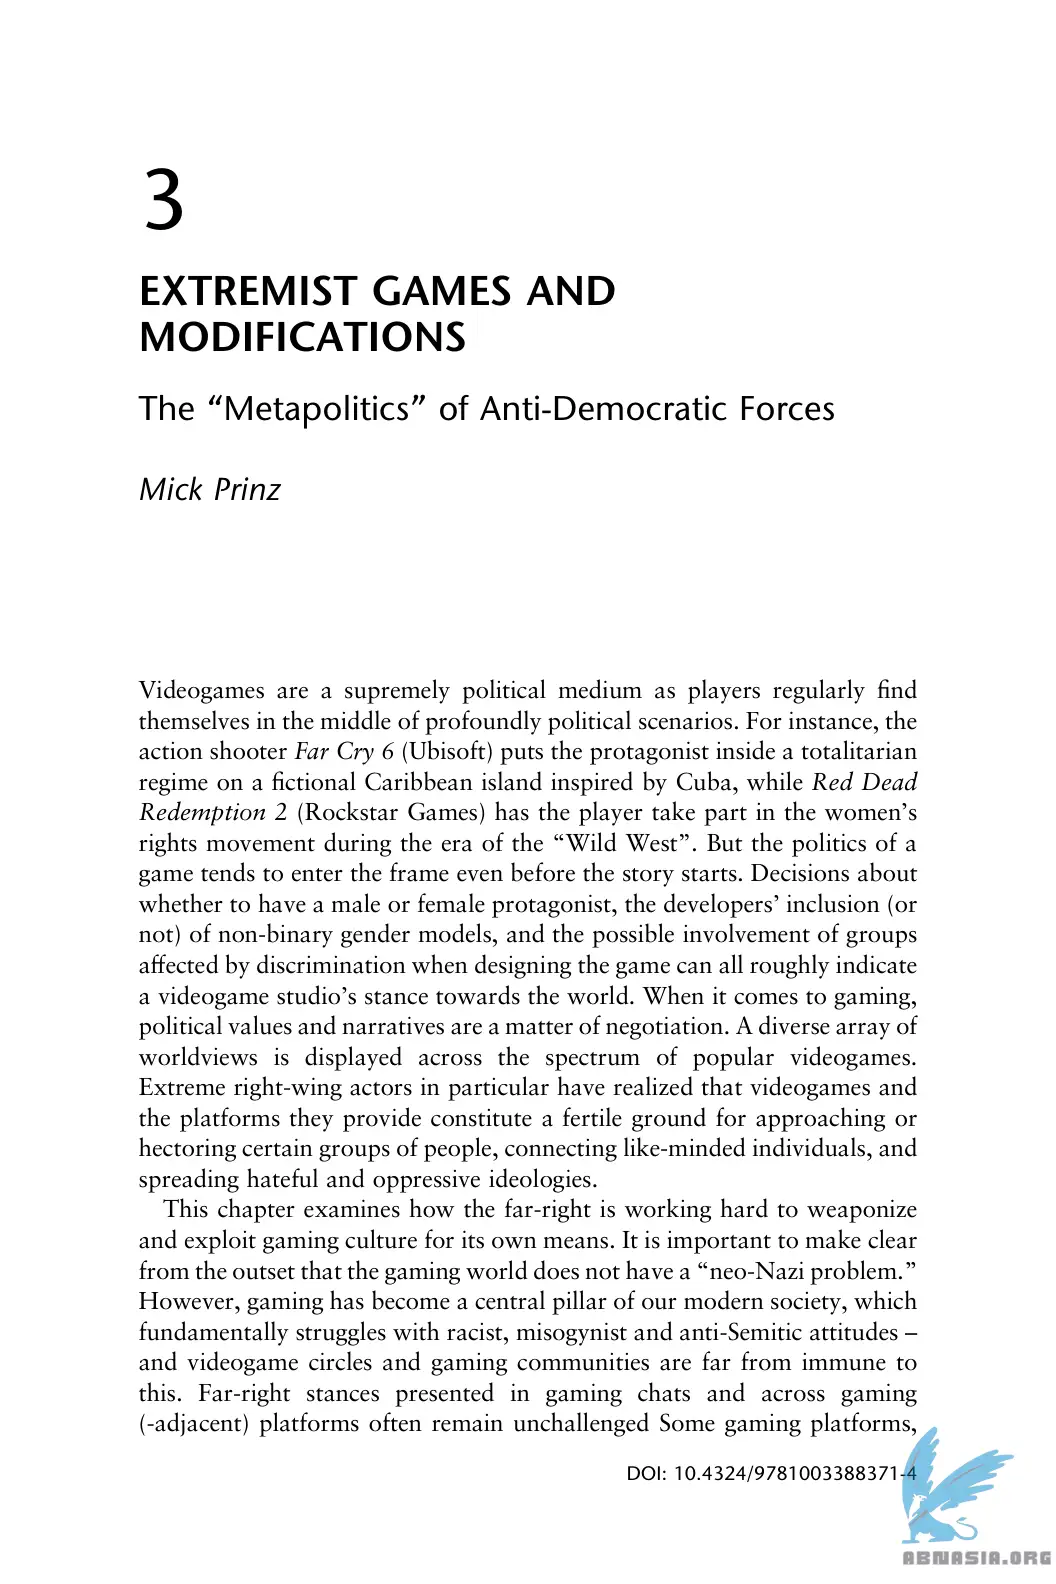 3
EXTREMIST GAMES AND
MODIFICATIONS
The “Metapolitics” of Anti-Democratic Forces
Mick Prinz
Videogames are a supremely political medium as players regularly find
themselves in the middle of profoundly political scenarios. For instance, the
action shooter Far Cry 6 (Ubisoft) puts the protagonist inside a totalitarian
regime on a fictional Caribbean island inspired by Cuba, while Red Dead
Redemption 2 (Rockstar Games) has the player take part in the women’s
rights movement during the era of the “Wild West”. But the politics of a
game tends to enter the frame even before the story starts. Decisions about
whether to have a male or female protagonist, the developers’ inclusion (or
not) of non-binary gender models, and the possible involvement of groups
affected by discrimination when designing the game can all roughly indicate
a videogame studio’s stance towards the world. When it comes to gaming,
political values and narratives are a matter of negotiation. A diverse array of
worldviews is displayed across the spectrum of popular videogames.
Extreme right-wing actors in particular have realized that videogames and
the platforms they provide constitute a fertile ground for approaching or
hectoring certain groups of people, connecting like-minded individuals, and
spreading hateful and oppressive ideologies.
This chapter examines how the far-right is working hard to weaponize
and exploit gaming culture for its own means. It is important to make clear
from the outset that the gaming world does not have a “neo-Nazi problem.”
However, gaming has become a central pillar of our modern society, which
fundamentally struggles with racist, misogynist and anti-Semitic attitudes –
and videogame circles and gaming communities are far from immune to
this. Far-right stances presented in gaming chats and across gaming
(-adjacent) platforms often remain unchallenged Some gaming platforms,
DOI: 10.4324/9781003388371-4
ABNASIA.ORG